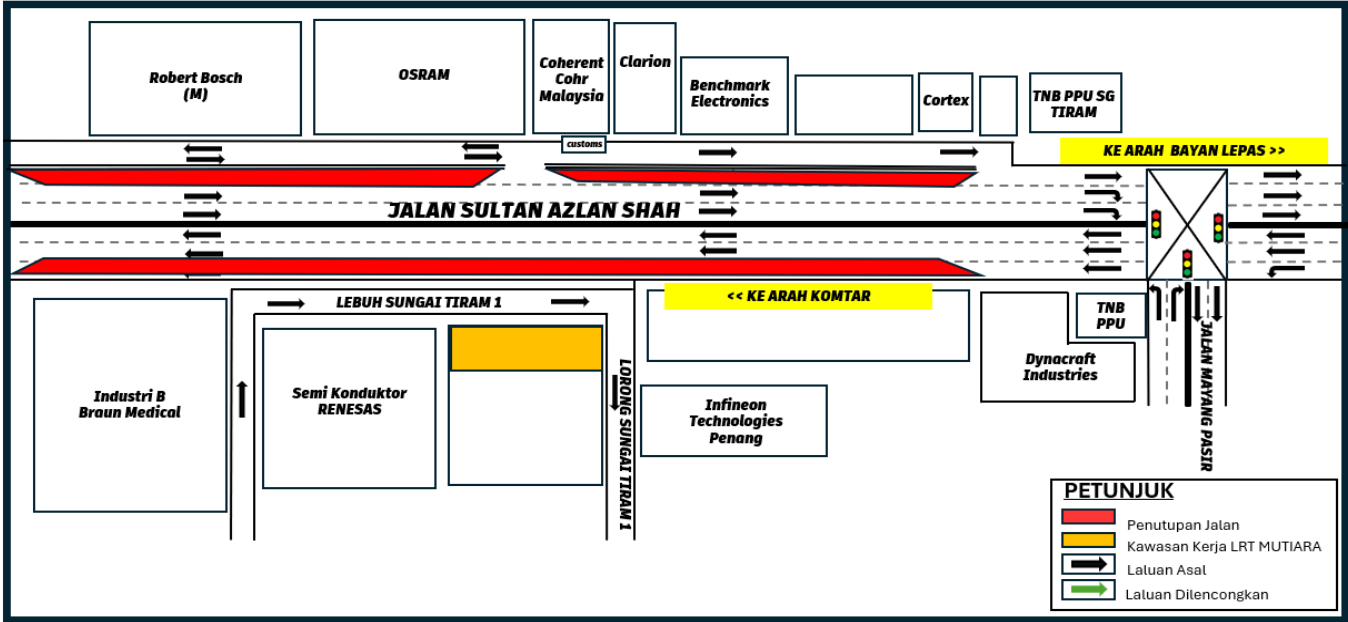 Robert Bosch
(M)
OSRAM
Coherent
Cohr
Malaysia
Clarion
Benchmark
Electronics
Cortex
TNB PPU SG
TIRAM
customs
KE ARAH BAYAN LEPAS >>
JALAN SULTAN AZLAN SHAH
LEBUH SUNGAI TIRAM 1
<< KE ARAH KOMTAR
TNB
PPU
Dynacraft
Industries
JALAN MAYANG PASIR
Industri B
Braun Medical
Semi Konduktor
RENESAS
LORONG SUNGAI TIRAM 1
Infineon
Technologies
Penang
PETUNJUK
Penutupan Jalan
Kawasan Kerja LRT MUTIARA
Laluan Asal
Laluan Dilencongkan